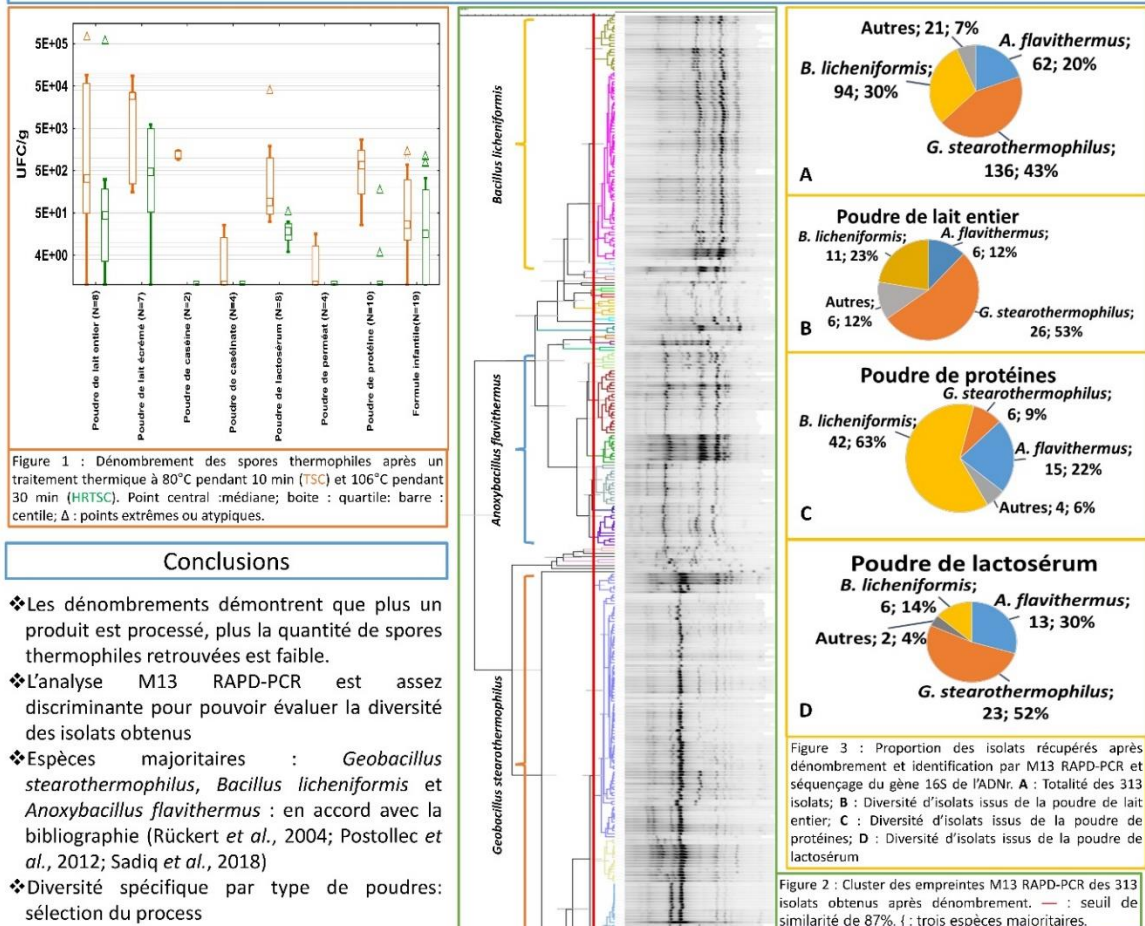 5E+05
5E+04
5E+03
5E+02
5E+01
4E+00
UFC/g
Poudre de lait entier (N=8)
Poudre de lait écrémé (N=7)
Poudre de caséine (N=2)
Poudre de casélnato (N=4)
Poudre de lactosérum (N=8)
Poudre de perméat (N=4)
Poudre de protéine (N=10)
Formule infantile(N=19)
Figure 1 : Dénombrement des spores thermophiles après un
traitement thermique à 80°C pendant 10 min (TSC) et 106°C pendant
30 min (HRTSC). Point central :médiane; boite : quartile: barre :
centile; Δ : points extrêmes ou atypiques.
Conclusions
❖Les dénombrements démontrent que plus un
produit est processé, plus la quantité de spores
thermophiles retrouvées est faible.
❖L'analyse M13 RAPD-PCR est assez
discriminante pour pouvoir évaluer la diversité
des isolats obtenus
❖Espèces majoritaires : Geobacillus
stearothermophilus, Bacillus licheniformis et
Anoxybacillus flavithermus : en accord avec la
bibliographie (Rückert et al., 2004; Postollec et
al., 2012; Sadiq et al., 2018)
❖Diversité spécifique par type de poudres:
sélection du process
Bacillus licheniformis
Anoxybacillus flavithermus
Geobacillus stearothermophilus
Autres; 21; 7%
A. flavithermus;
62; 20%
B. licheniformis;
94; 30%
G. stearothermophilus;
136; 43%
A
Poudre de lait entier
B. licheniformis;
11; 23%
A. flavithermus;
6; 12%
Autres;
6; 12%
G. stearothermophilus;
26; 53%
B
Poudre de protéines
G. stearothermophilus;
6; 9%
B. licheniformis;
42; 63%
A. flavithermus;
15; 22%
Autres; 4; 6%
C
Poudre de lactosérum
B. licheniformis;
6; 14%
A. flavithermus;
13; 30%
Autres; 2; 4%
G. stearothermophilus;
23; 52%
D
Figure 3 : Proportion des isolats récupérés après
dénombrement et identification par M13 RAPD-PCR et
séquençage du gène 16S de l'ADNr. A : Totalité des 313
isolats; B : Diversité d'isolats issus de la poudre de lait
entier; C : Diversité d'isolats issus de la poudre de
protéines; D : Diversité d'isolats issus de la poudre de
lactosérum
Figure 2 : Cluster des empreintes M13 RAPD-PCR des 313
isolats obtenus après dénombrement. — : seuil de
similarité de 87%. { : trois espèces majoritaires.